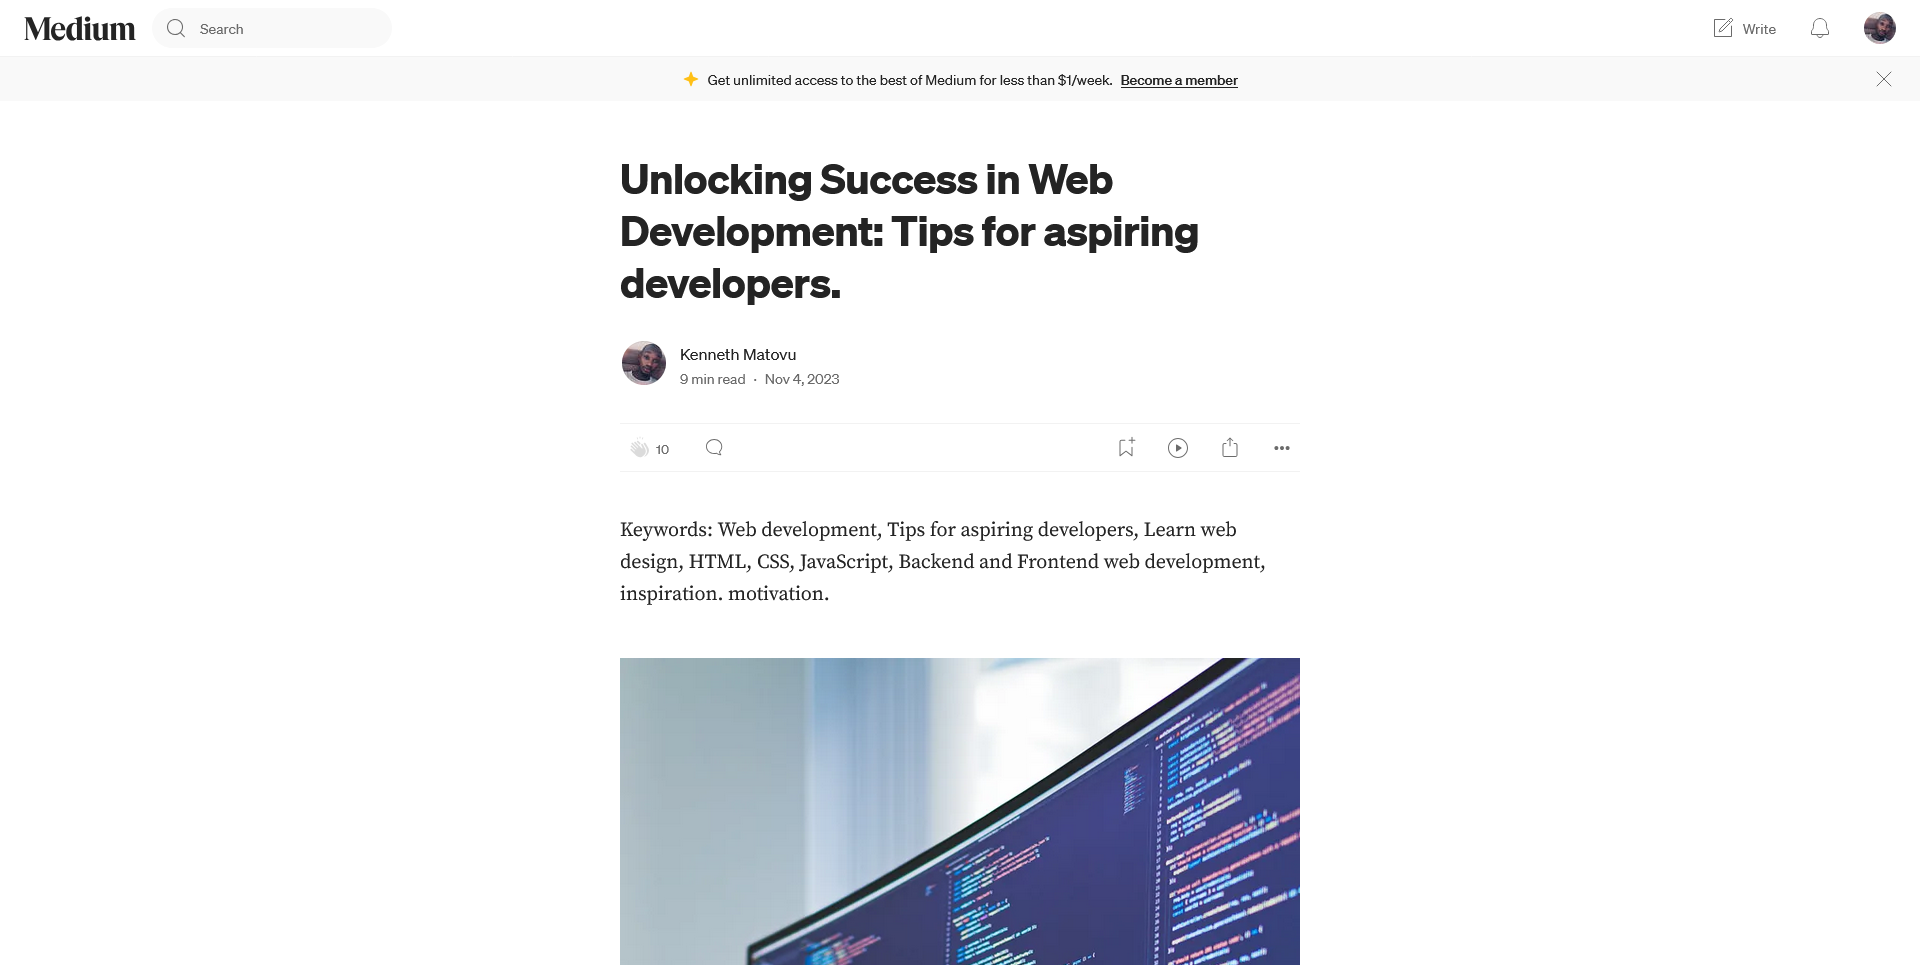 Medium
Search
Write
Get unlimited access to the best of Medium for less than $1/week. Become a member
Unlocking Success in Web
Development: Tips for aspiring
developers.
Kenneth Matovu
9 min read · Nov 4, 2023
10
Keywords: Web development, Tips for aspiring developers, Learn web
design, HTML, CSS, JavaScript, Backend and Frontend web development,
inspiration. motivation.